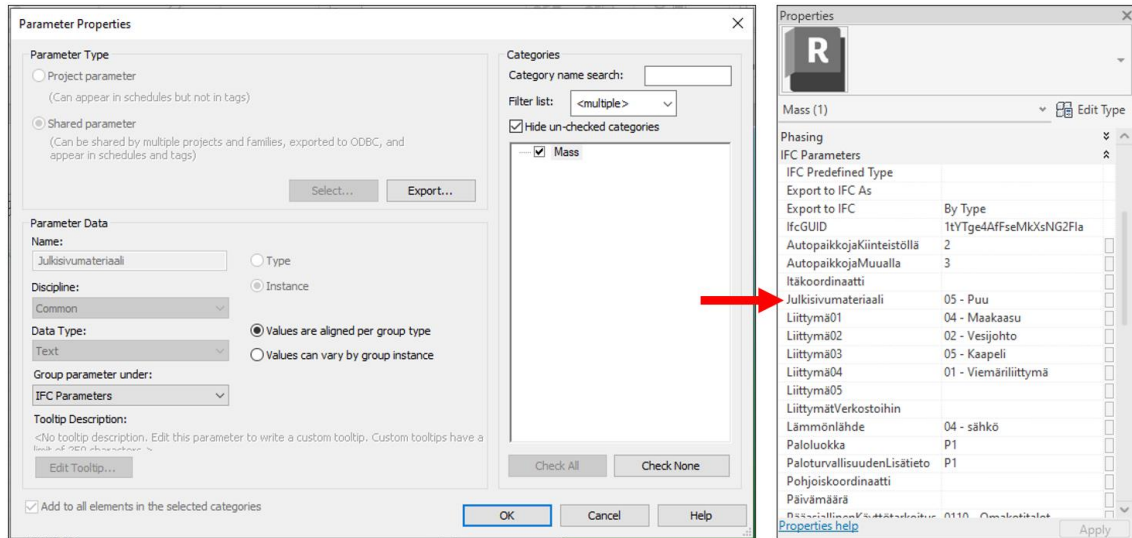 Parameter Properties
Parameter Type
Project parameter
(Can appear in schedules but not in tags)
Shared parameter
(Can be shared by multiple projects and families, exported to ODBC, and
appear in schedules and tags)
Select...
Export...
Parameter Data
Name:
Julkisivumateriaali
Type
Discipline:
Instance
Common
Data Type:
Values are aligned per group type
Text
Values can vary by group instance
Group parameter under:
IFC Parameters
Tooltip Description:
<No tooltip description. Edit this parameter to write a custom tooltip. Custom tooltips have a
limit of 250 characters. >
Edit Tooltip...
Add to all elements in the selected categories
Categories
Category name search:
Filter list: <multiple>
Hide un-checked categories
Mass
Check All
Check None
OK
Cancel
Help
Properties
R
Mass (1)
Edit Type
Phasing
IFC Parameters
IFC Predefined Type
Export to IFC As
Export to IFC By Type
IfcGUID 1tYTge4AfFseMkXsNG2FIa
AutopaikkojaKiinteistöllä 2
AutopaikkojaMuualla 3
Itäkoordinaatti
Julkisivumateriaali 05 - Puu
Liittymä01 04 - Maakaasu
Liittymä02 02 - Vesijohto
Liittymä03 05 - Kaapeli
Liittymä04 01 - Viemäriliittymä
Liittymä05
LiittymätVerkostoihin
Lämmönlähde 04 - sähkö
Paloluokka P1
PaloturvallisuudenLisätieto P1
Pohjoiskoordinaatti
Päivämäärä
PääasiallinenKäyttötarkoitus 0110 - Omakotitalot
Properties help
Apply